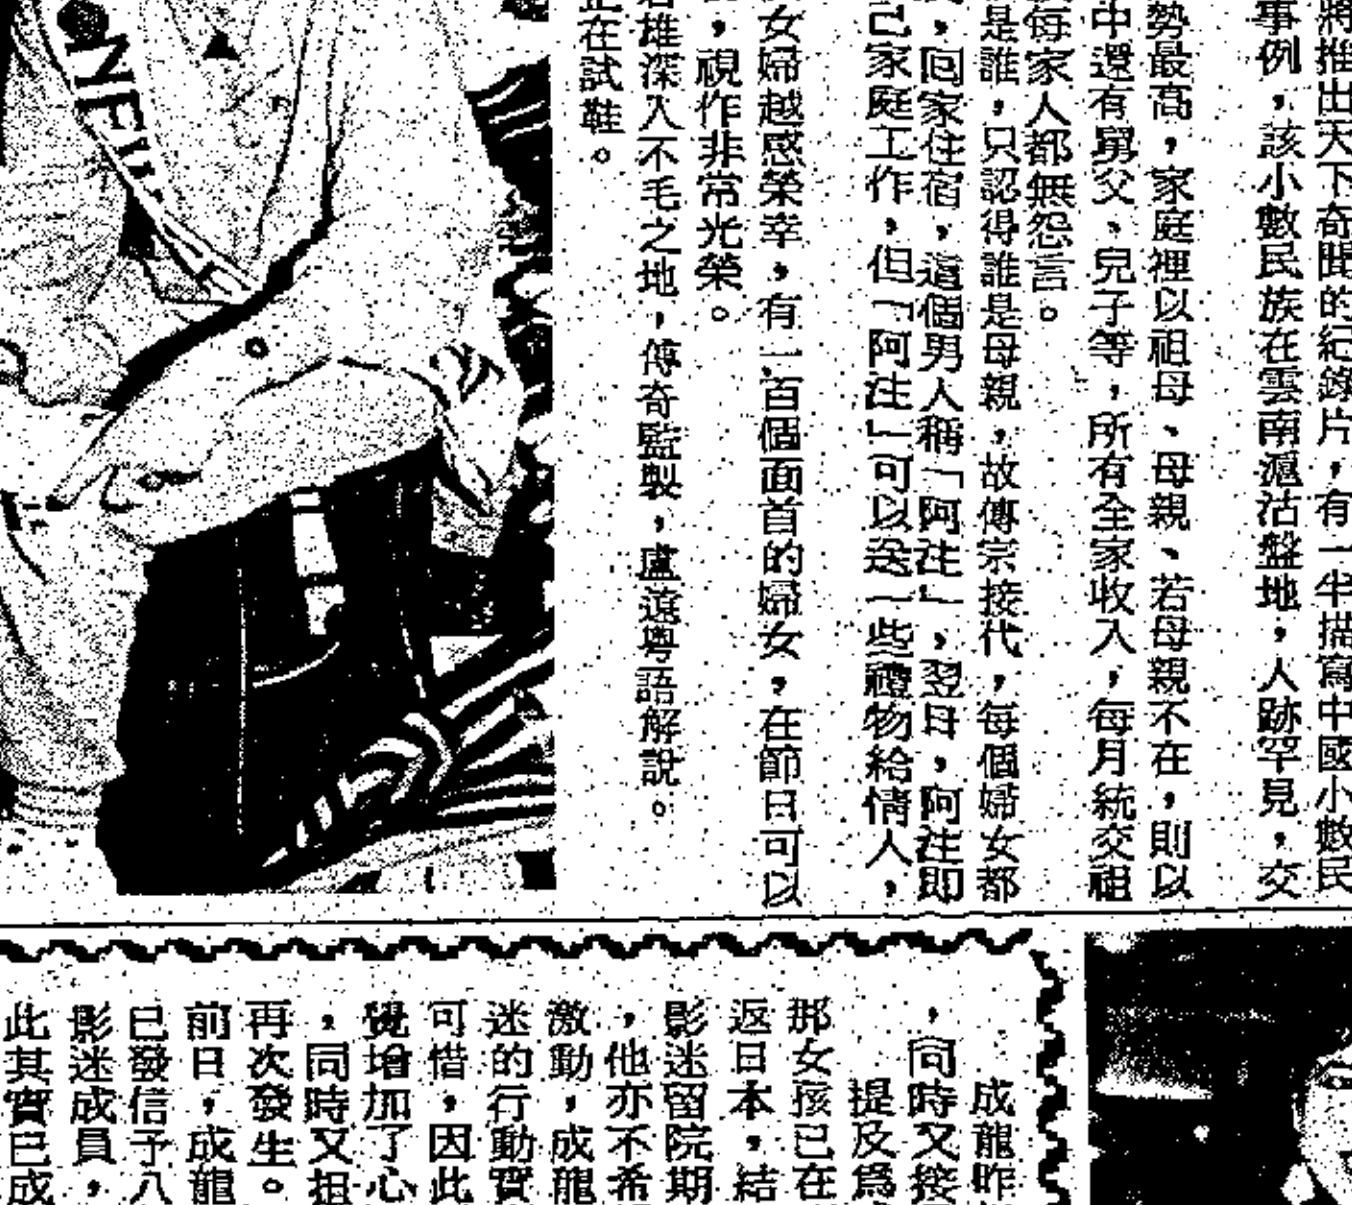 將推出天下奇聞的紀錄片，有一半描寫中國小數民
事例，該小數民族在雲南滬沽盤地，人跡罕見，交
勢最高，家庭裡以祖母、母親、若母親不在，則以
中還有舅父、兒子等，所有全家收入，每月統交祖
每家人都無怨言。
是誰，只認得誰是母親，故傳宗接代，每個婦女都
，回家住宿，這個男人稱「阿注」，翌日，阿注即
己家庭工作，但「阿注」可以送一些禮物給情人，
女婦越感榮幸，有一百個面首的婦女，在節日可以
，視作非常光榮。
雄深入不毛之地，傅奇監製，盧遠粵語解說。
正在試鞋。
NFL
成龍昨
，同時又接
提及為
那女孩已在
返日本，結
影迷留院期
，他亦不希
激動，成龍
迷的行動實
可惜，因此
覺增加了心
，同時又担
再次發生。
前日，成龍
已發信予八
影迷成員，
此其實已成